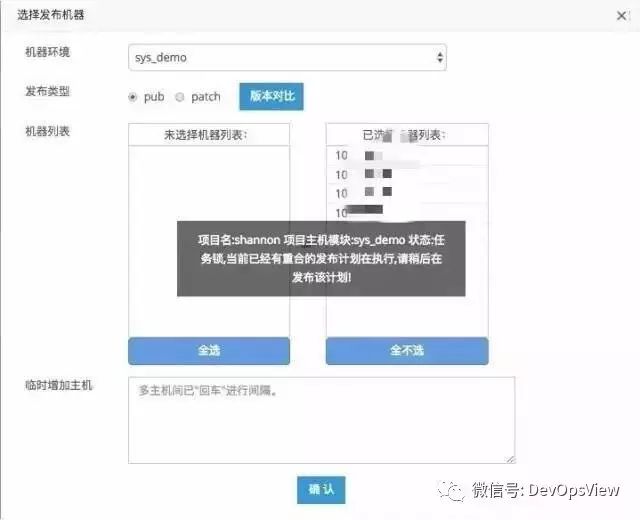 选择发布机器
机器环境
sys_demo
发布类型
pub
patch
版本对比
机器列表
未选择机器列表：
已选 器列表：
10
10
10
10
项目名:shannon 项目主机模块:sys_demo 状态:任
务锁,当前已经有重合的发布计划在执行,请稍后在
发布该计划!
全选
全不选
临时增加主机
多主机间已"回车"进行间隔。
确 认
微信号: DevOpsView